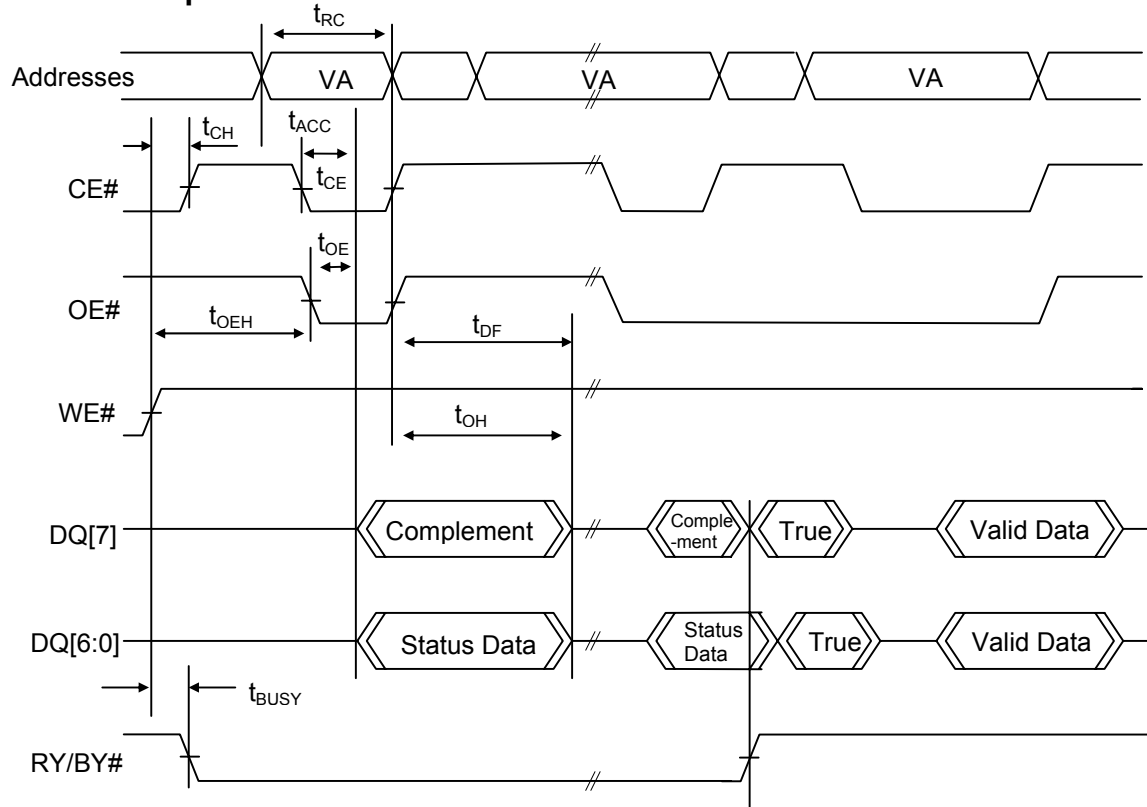 tRC
Addresses VA VA VA
tCH tACC
CE# tCE
tOE
OE#
tOEH tDF
WE#
tOH
DQ[7] Complement Comple True Valid Data
-ment
DQ[6:0] Status Data Status True Valid Data
Data
tBUSY
RY/BY#